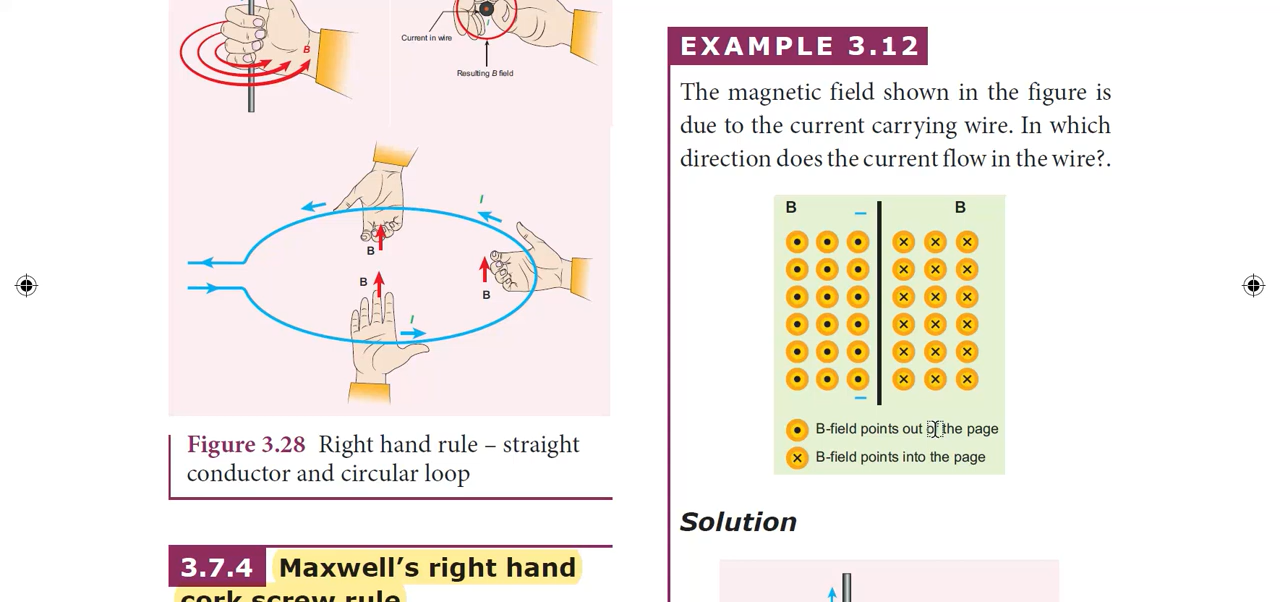 B
Current in wire
I
Resulting B field
I
B
B
B
I
Figure 3.28 Right hand rule – straight
conductor and circular loop
3.7.4 Maxwell's right hand
cork screw rule
EXAMPLE 3.12
The magnetic field shown in the figure is
due to the current carrying wire. In which
direction does the current flow in the wire?.
B B
B-field points out of the page
B-field points into the page
Solution